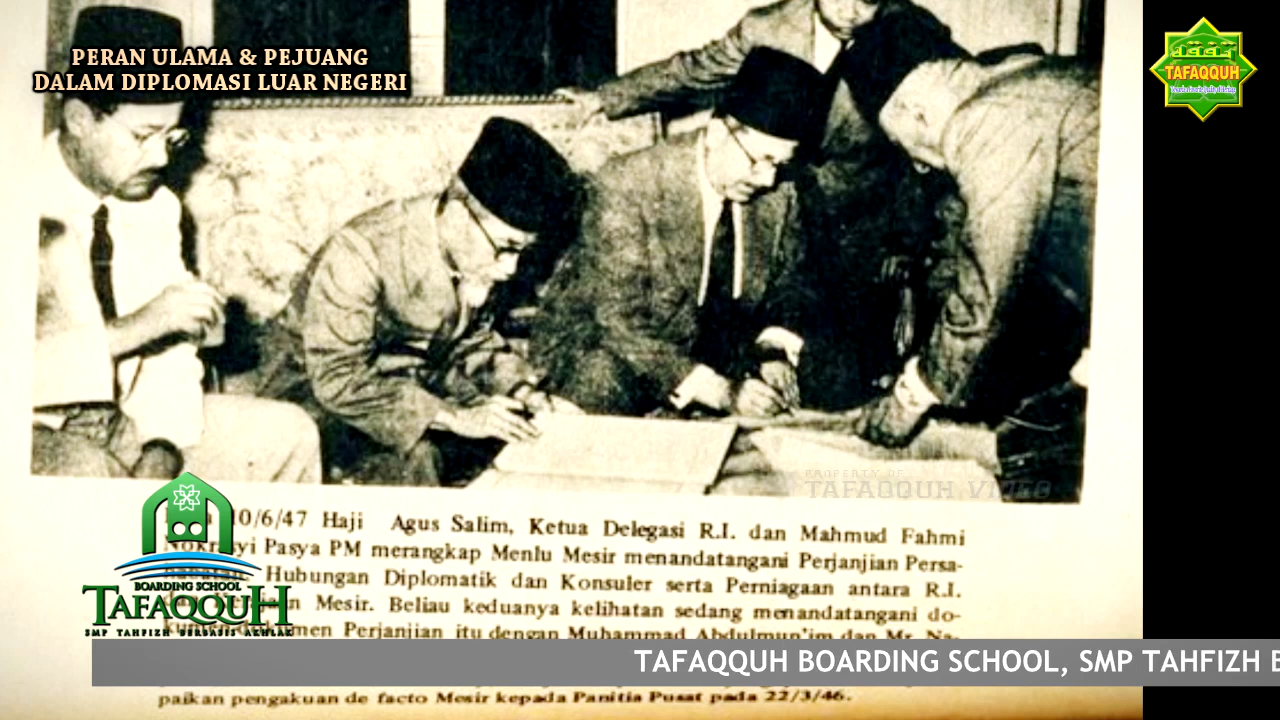 PERAN ULAMA & PEJUANG
DALAM DIPLOMASI LUAR NEGERI
TAFAQQUH
PROPERTY OF
TAFAQQUH VIDEO
10/6/47 Haji Agus Salim, Ketua Delegasi R.I. dan Mahmud Fahmi
Pasya PM merangkap Menlu Mesir menandatangani Perjanjian Persa-
Hubungan Diplomatik dan Konsuler serta Perniagaan antara R.I.
Mesir. Beliau keduanya kelihatan sedang menandatangani do-
Perjanjian itu dengan Muhammad Abdulmun'im dan Mr. Na-
BOARDING SCHOOL
TAFAQQUH
SMP TAHFIZH BERBASIS AKHLAK
TAFAQQUH BOARDING SCHOOL, SMP TAHFIZH
paikan pengakuan de facto Mesir kepada Panitia Pusat pada 22/3/46.